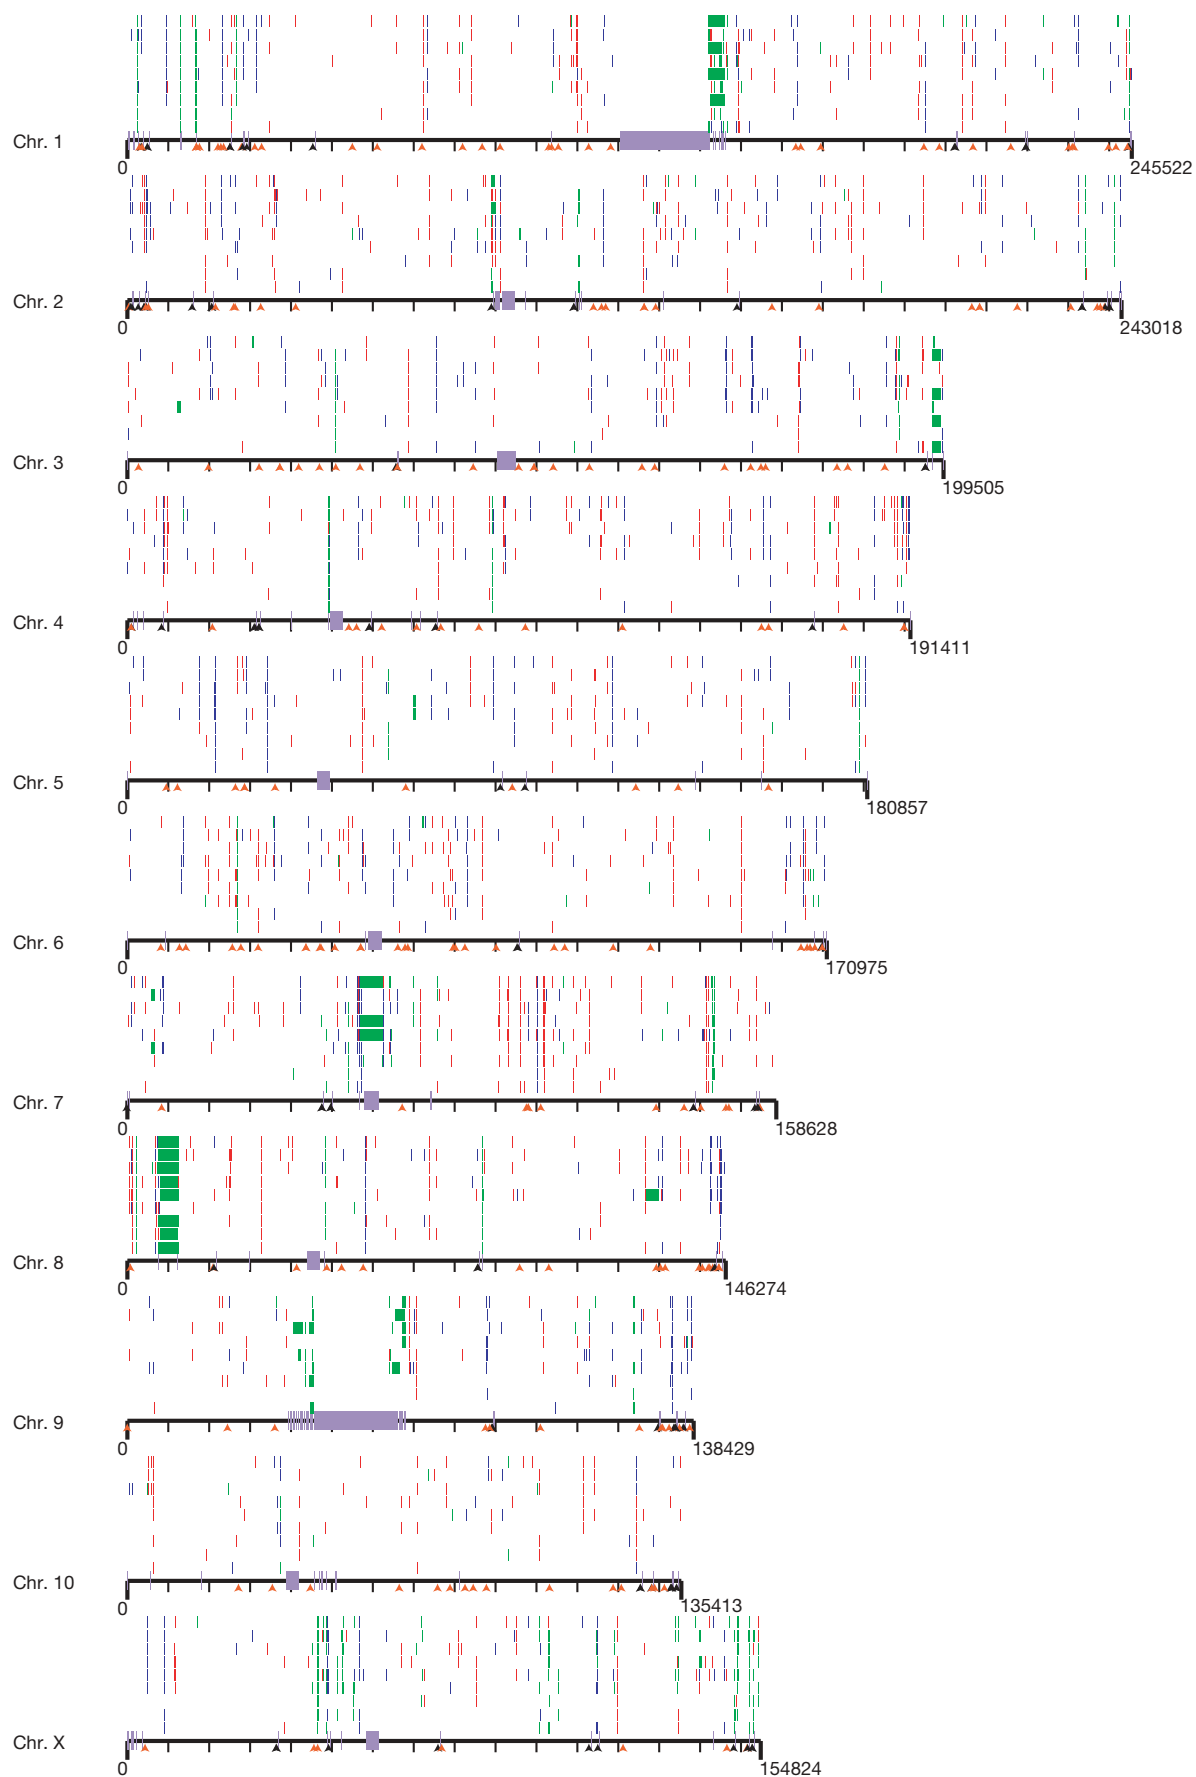 Chr. 1
0 245522
Chr. 2
0 243018
Chr. 3
0 199505
Chr. 4
0 191411
Chr. 5
0 180857
Chr. 6
0 170975
Chr. 7
0 158628
Chr. 8
0 146274
Chr. 9
0 138429
Chr. 10
0 135413
Chr. X
0 154824